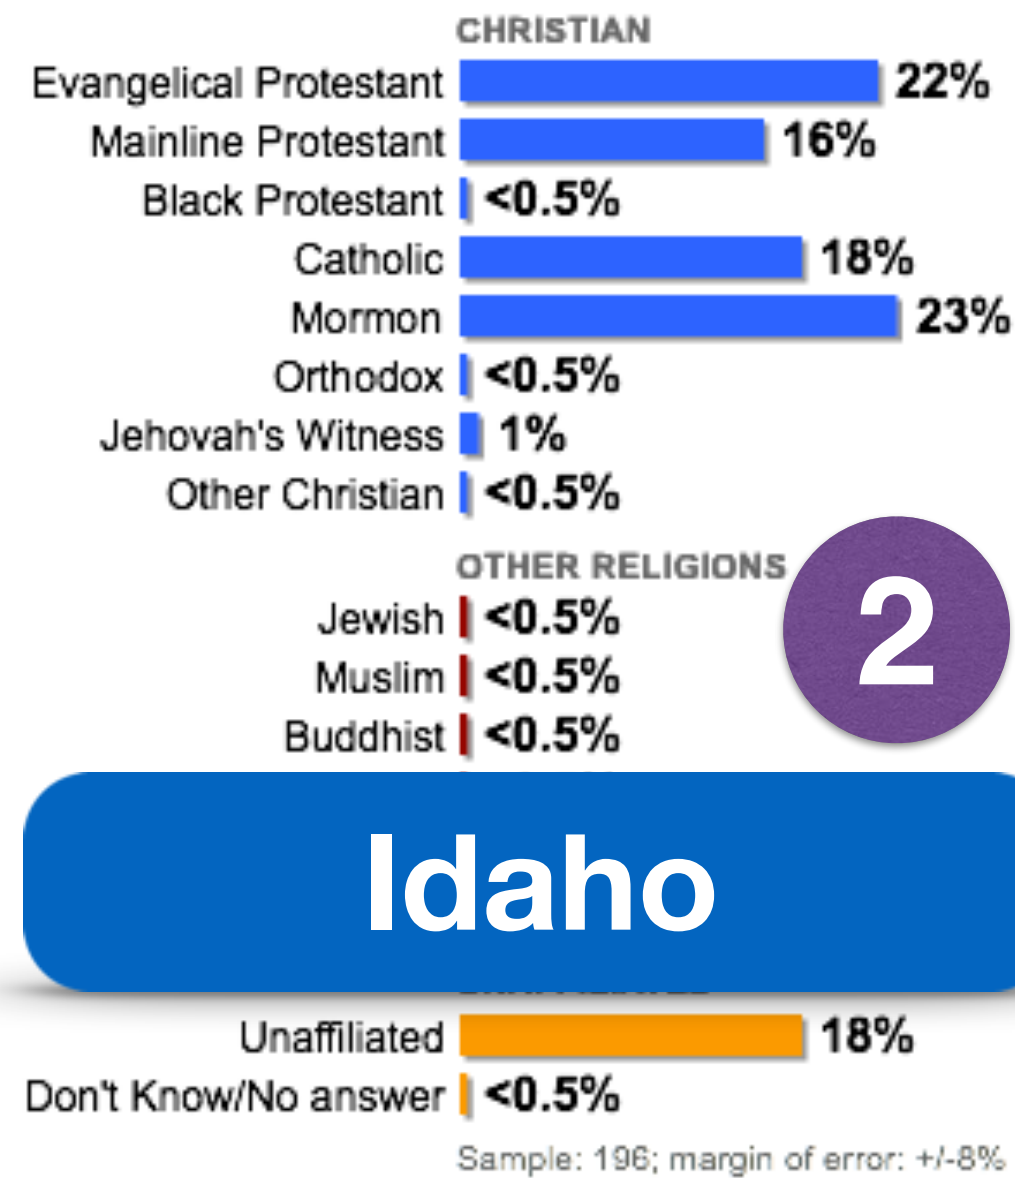 CHRISTIAN
Evangelical Protestant 22%
Mainline Protestant 16%
Black Protestant <0.5%
Catholic 18%
Mormon 23%
Orthodox <0.5%
Jehovah's Witness 1%
Other Christian <0.5%
OTHER RELIGIONS
Jewish <0.5%
2
Muslim <0.5%
Buddhist <0.5%
Idaho
Unaffiliated 18%
Don't Know/No answer <0.5%
Sample: 196; margin of error: +/-8%